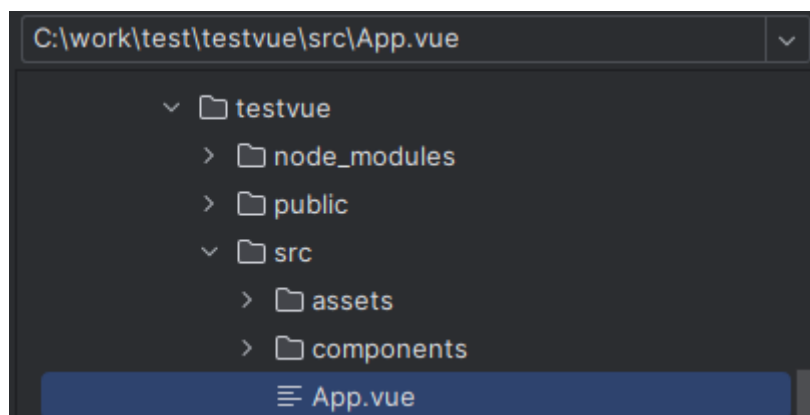 C:\work\test\testvue\src\App.vue
testvue
node_modules
public
src
assets
components
App.vue